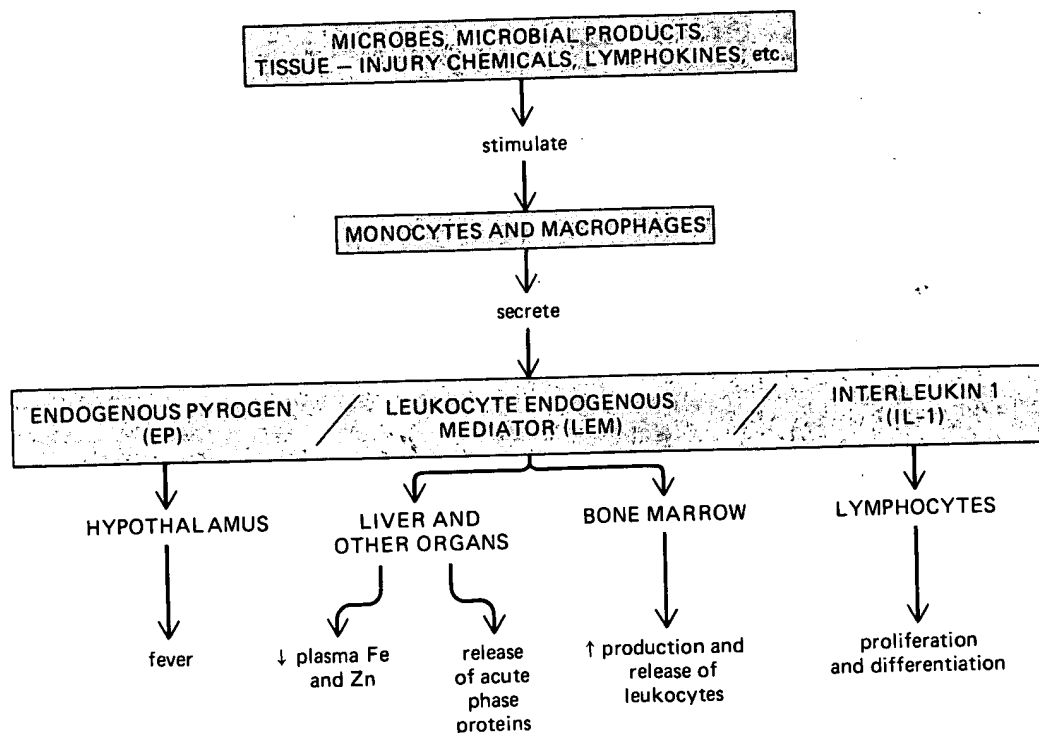 MICROBES, MICROBIAL PRODUCTS,
TISSUE — INJURY CHEMICALS, LYMPHOKINES, etc.
stimulate
MONOCYTES AND MACROPHAGES
secrete
ENDOGENOUS PYROGEN
(EP)
/
LEUKOCYTE ENDOGENOUS
MEDIATOR (LEM)
/
INTERLEUKIN 1
(IL-1)
HYPOTHALAMUS
LIVER AND
OTHER ORGANS
BONE MARROW
LYMPHOCYTES
fever
↓ plasma Fe
and Zn
release
of acute
phase
proteins
↑ production and
release of
leukocytes
proliferation
and differentiation